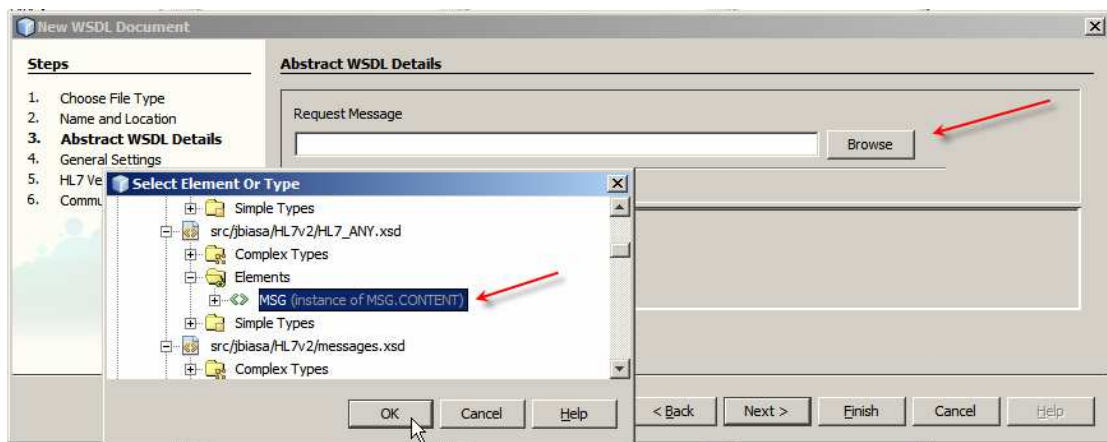 New WSDL Document
Steps
1. Choose File Type
2. Name and Location
3. Abstract WSDL Details
4. General Settings
5. HL7 Ve
6. Commu
Abstract WSDL Details
Request Message
Browse
Select Element Or Type
Simple Types
src/jbiasa/HL7v2/HL7_ANY.xsd
Complex Types
Elements
MSG (instance of MSG.CONTENT)
Simple Types
src/jbiasa/HL7v2/messages.xsd
Complex Types
OK Cancel Help
< Back Next > Finish Cancel Help